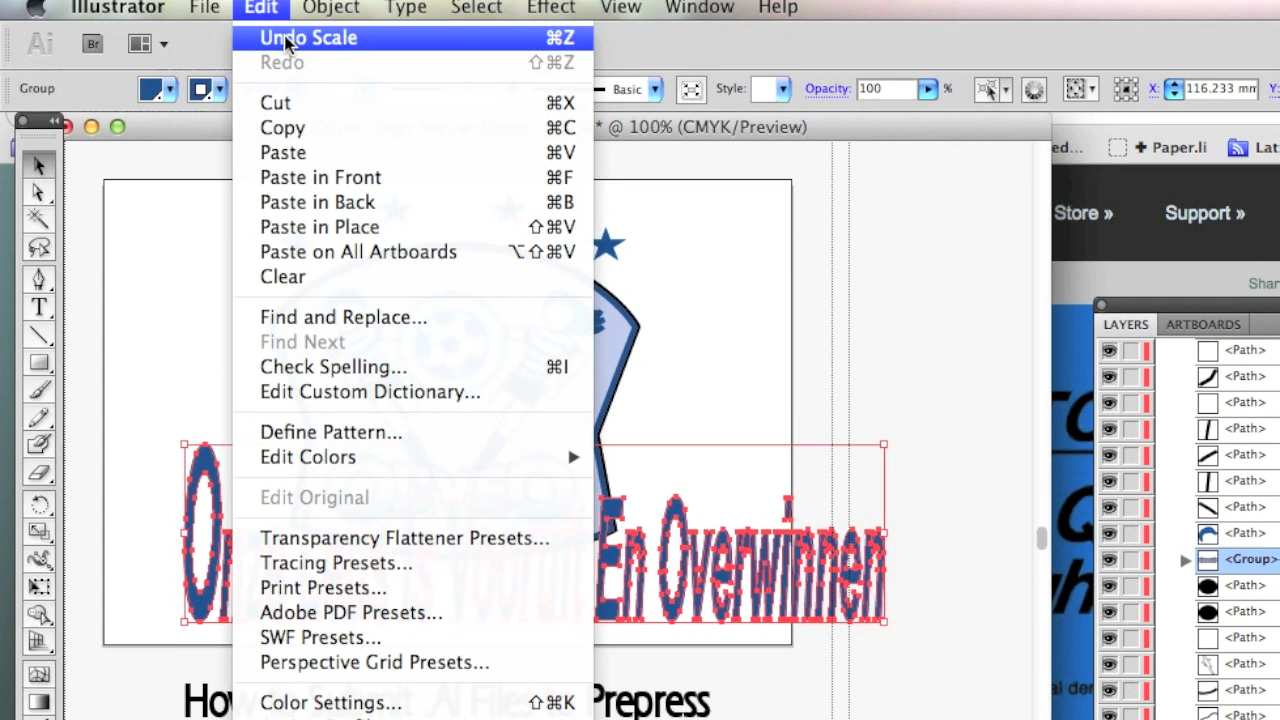 Illustrator File Edit Object Type Select Effect View Window Help
Ai Br
Undo Scale ⌘Z
Redo ⇧⌘Z
Group Basic Style: Opacity: 100 % X: 116.233 mm
Cut ⌘X
Copy ⌘C
* @ 100% (CMYK/Preview)
Paste ⌘V
ed... + Paper.li Lat
Paste in Front ⌘F
Paste in Back ⌘B
Store » Support »
Paste in Place ⇧⌘V
Paste on All Artboards ⌥⇧⌘V
Clear
Shar
Find and Replace...
LAYERS ARTBOARDS
Find Next
<Path>
Check Spelling... ⌘I
<Path>
Edit Custom Dictionary...
<Path>
Define Pattern...
<Path>
Edit Colors
<Path>
<Path>
Edit Original
<Path>
En Overwinnen
<Path>
Transparency Flattener Presets...
<Group>
Tracing Presets...
Print Presets...
<Path>
Adobe PDF Presets...
<Path>
SWF Presets...
<Path>
Perspective Grid Presets...
<Path>
<Path>
Color Settings... ⇧⌘K
Prepress
<Path>